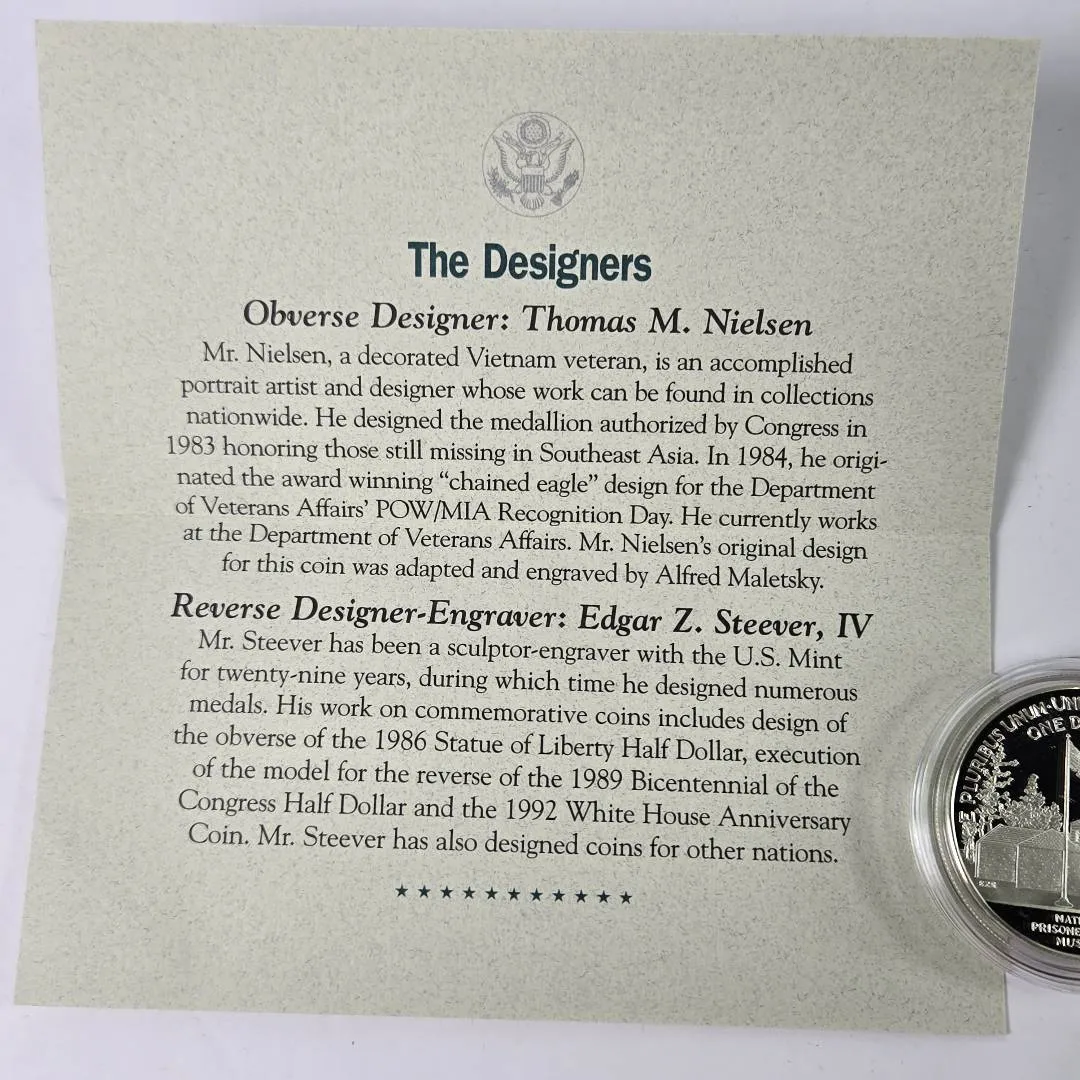 The Designers
Obverse Designer: Thomas M. Nielsen
Mr. Nielsen, a decorated Vietnam veteran, is an accomplished
portrait artist and designer whose work can be found in collections
nationwide. He designed the medallion authorized by Congress in
1983 honoring those still missing in Southeast Asia. In 1984, he origi-
nated the award winning “chained eagle” design for the Department
of Veterans Affairs’ POW/MIA Recognition Day. He currently works
at the Department of Veterans Affairs. Mr. Nielsen’s original design
for this coin was adapted and engraved by Alfred Maletsky.
Reverse Designer-Engraver: Edgar Z. Steever, IV
Mr. Steever has been a sculptor-engraver with the U.S. Mint
for twenty-nine years, during which time he designed numerous
medals. His work on commemorative coins includes design of
the obverse of the 1986 Statue of Liberty Half Dollar, execution
of the model for the reverse of the 1989 Bicentennial of the
Congress Half Dollar and the 1992 White House Anniversary
Coin. Mr. Steever has also designed coins for other nations.
PLURIBUS UNUM·UNI
ONE D
NATI
PRISONE
MUS